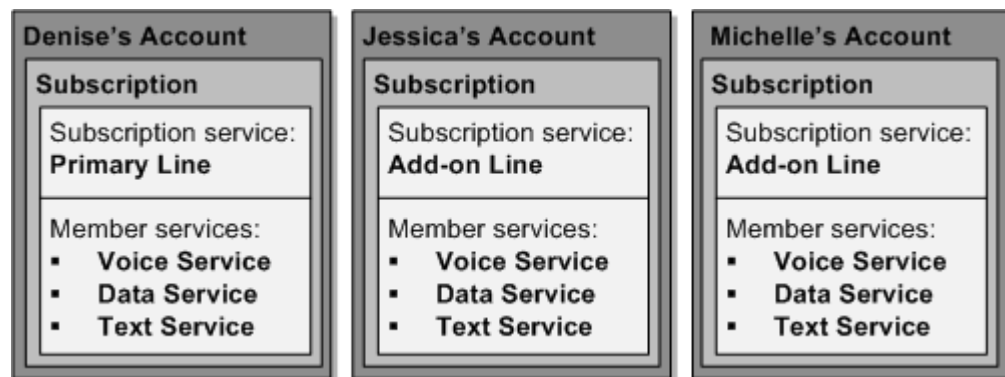 Denise's Account
Subscription
Subscription service:
Primary Line
Member services:
▪ Voice Service
▪ Data Service
▪ Text Service
Jessica's Account
Subscription
Subscription service:
Add-on Line
Member services:
▪ Voice Service
▪ Data Service
▪ Text Service
Michelle's Account
Subscription
Subscription service:
Add-on Line
Member services:
▪ Voice Service
▪ Data Service
▪ Text Service